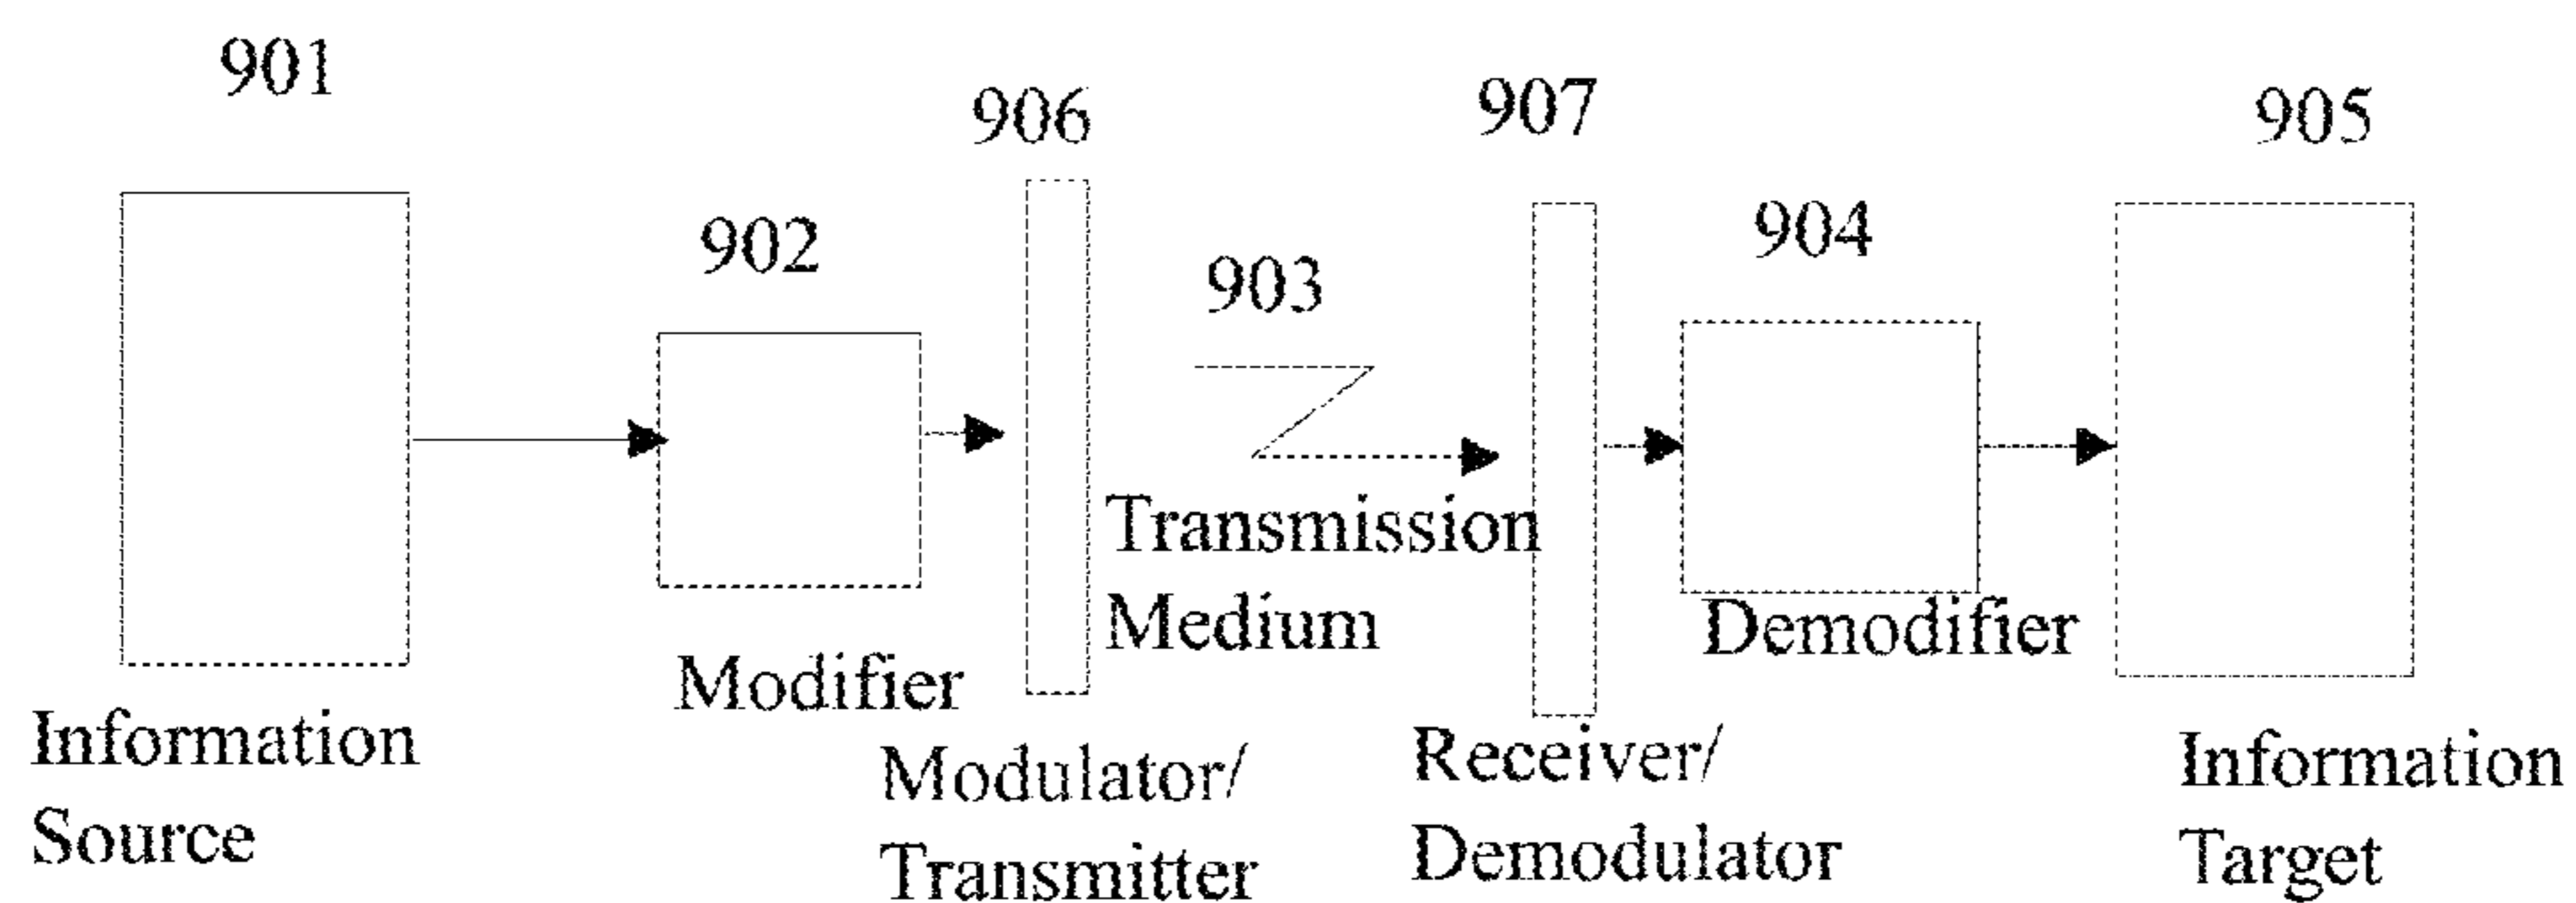 901
906
907
905
902
904
903
Transmission
Medium
Demodifier
Modifier
Information
Source
Modulator/
Transmitter
Receiver/
Demodulator
Information
Target